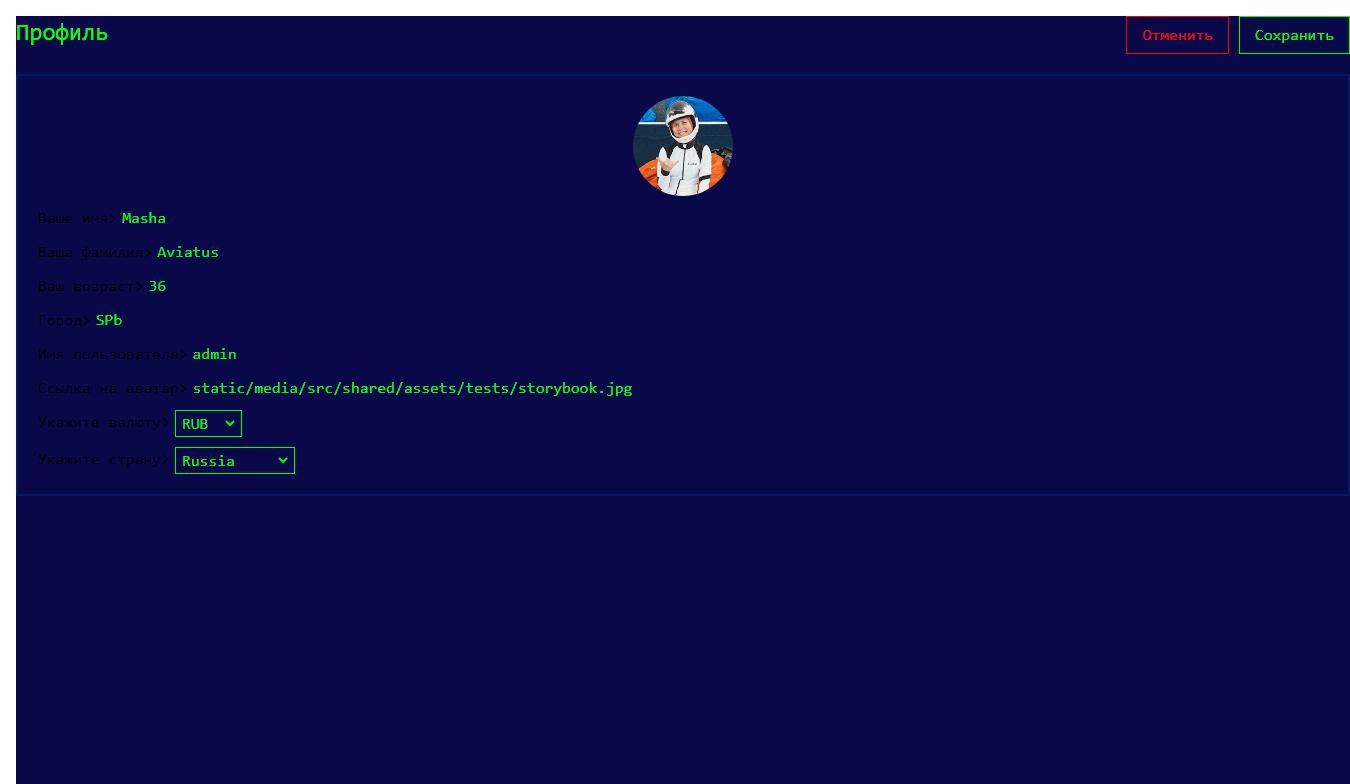 Профиль
Отменить
Сохранить
Ваше имя> Masha
Ваша фамилия> Aviatus
Ваш возраст> 36
Город> SPb
Имя пользователя> admin
Ссылка на аватар> static/media/src/shared/assets/tests/storybook.jpg
Укажите валюту> RUB
Укажите страну> Russia